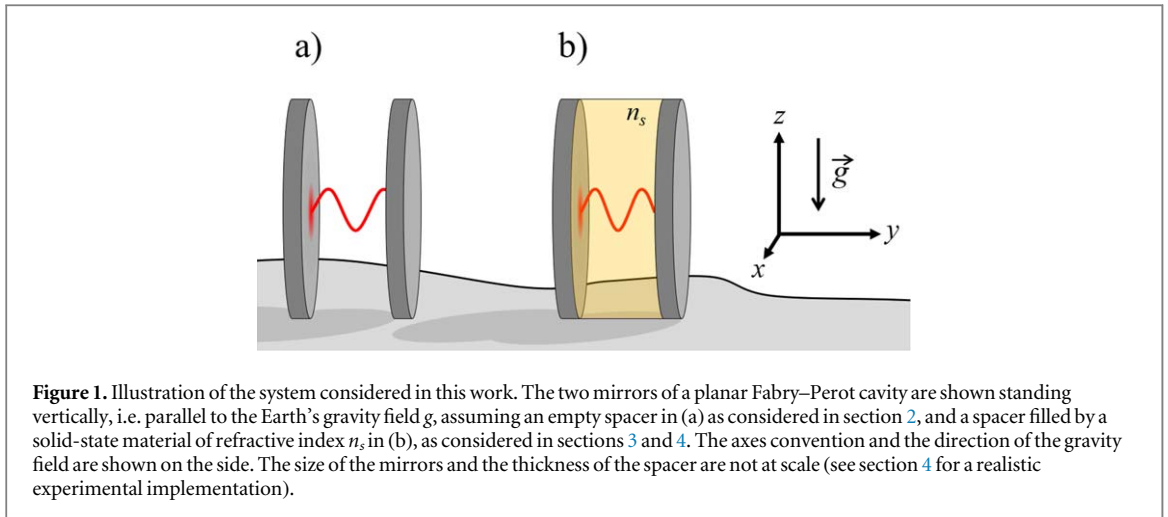 a)
b)
nₛ
z
g⃗
y
x
Figure 1. Illustration of the system considered in this work. The two mirrors of a planar Fabry–Perot cavity are shown standing
vertically, i.e. parallel to the Earth's gravity field g, assuming an empty spacer in (a) as considered in section 2, and a spacer filled by a
solid-state material of refractive index nₛ in (b), as considered in sections 3 and 4. The axes convention and the direction of the gravity
field are shown on the side. The size of the mirrors and the thickness of the spacer are not at scale (see section 4 for a realistic
experimental implementation).